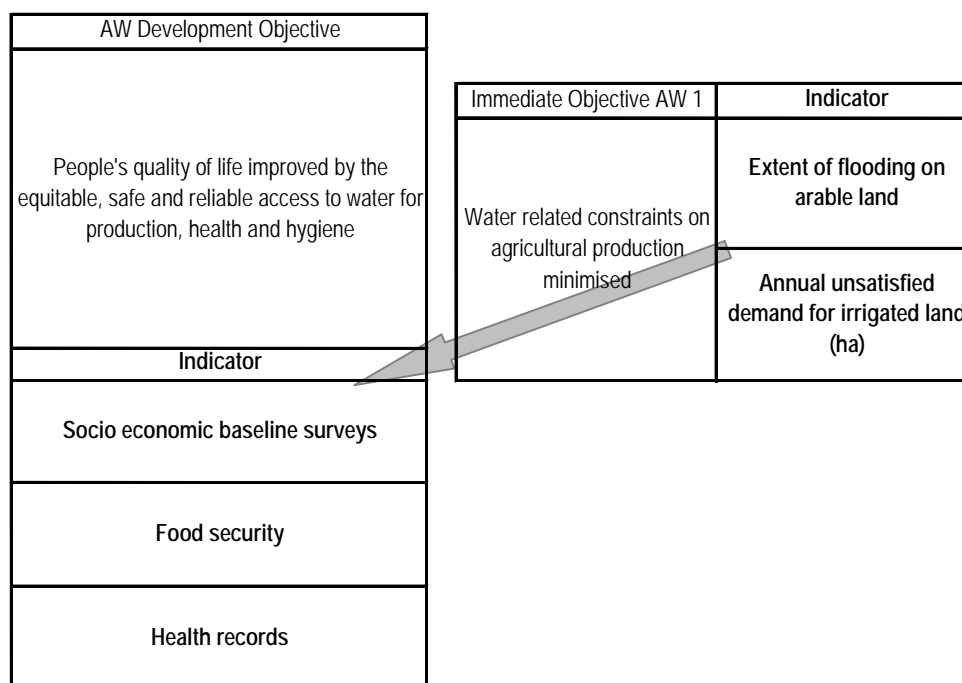 AW Development Objective
People's quality of life improved by the
equitable, safe and reliable access to water for
production, health and hygiene
Indicator
Socio economic baseline surveys
Food security
Health records
Immediate Objective AW 1
Indicator
Water related constraints on
agricultural production
minimised
Extent of flooding on
arable land
Annual unsatisfied
demand for irrigated land
(ha)